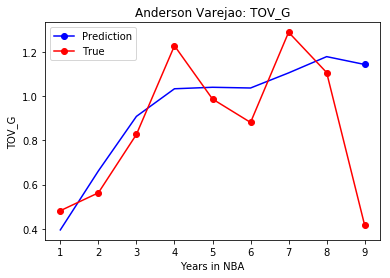 Anderson Varejao: TOV_G
Prediction
True
TOV_G
1.2
1.0
0.8
0.6
0.4
1 2 3 4 5 6 7 8 9
Years in NBA